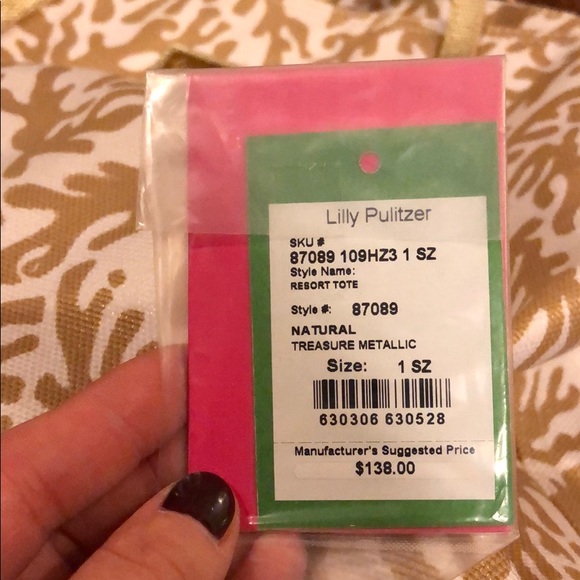 Lilly Pulitzer
SKU #
87089 109HZ3 1 SZ
Style Name:
RESORT TOTE
Style #: 87089
NATURAL
TREASURE METALLIC
Size: 1 SZ
630306 630528
Manufacturer's Suggested Price
$138.00